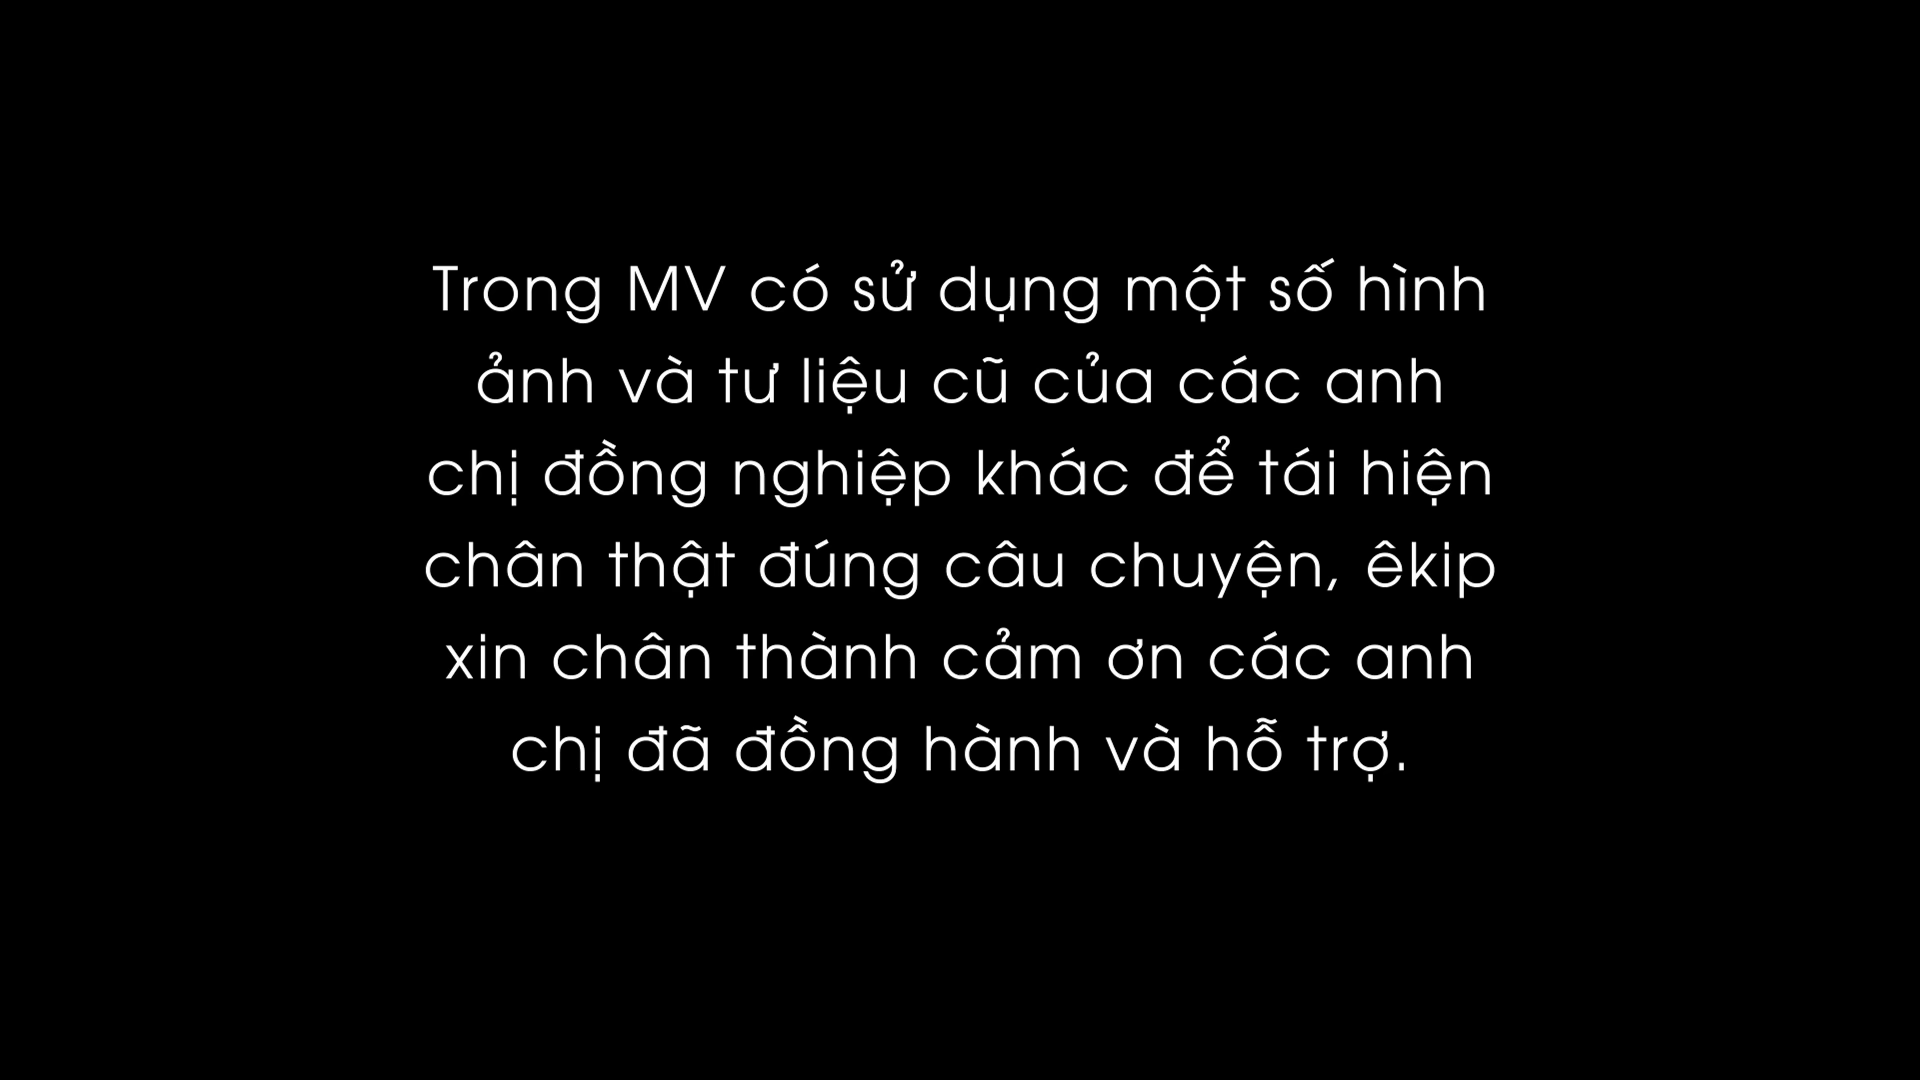 Trong MV có sử dụng một số hình
ảnh và tư liệu cũ của các anh
chị đồng nghiệp khác để tái hiện
chân thật đúng câu chuyện, êkip
xin chân thành cảm ơn các anh
chị đã đồng hành và hỗ trợ.